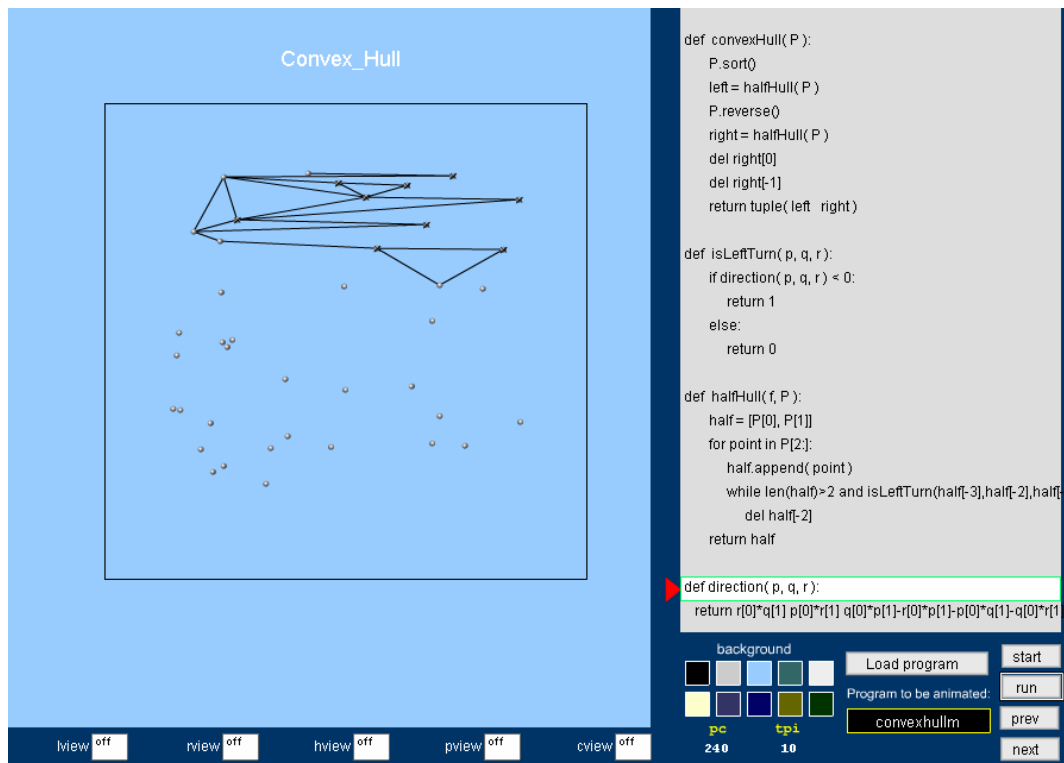 Convex_Hull
def convexHull( P ):
P.sort()
left = halfHull( P )
P.reverse()
right = halfHull( P )
del right[0]
del right[-1]
return tuple( left  right )
def isLeftTurn( p, q, r ):
if direction( p, q, r ) < 0:
return 1
else:
return 0
def halfHull( f, P ):
half = [P[0], P[1]]
for point in P[2:]:
half.append( point )
while len(half)>2 and isLeftTurn(half[-3],half[-2],half[-
del half[-2]
return half
def direction( p, q, r ):
return r[0]*q[1] p[0]*r[1] q[0]*p[1]-r[0]*p[1]-p[0]*q[1]-q[0]*r[1
background
Load program
start
Program to be animated:
run
pc
tpi
convexhullm
prev
240
10
next
lview off
rview off
hview off
pview off
cview off